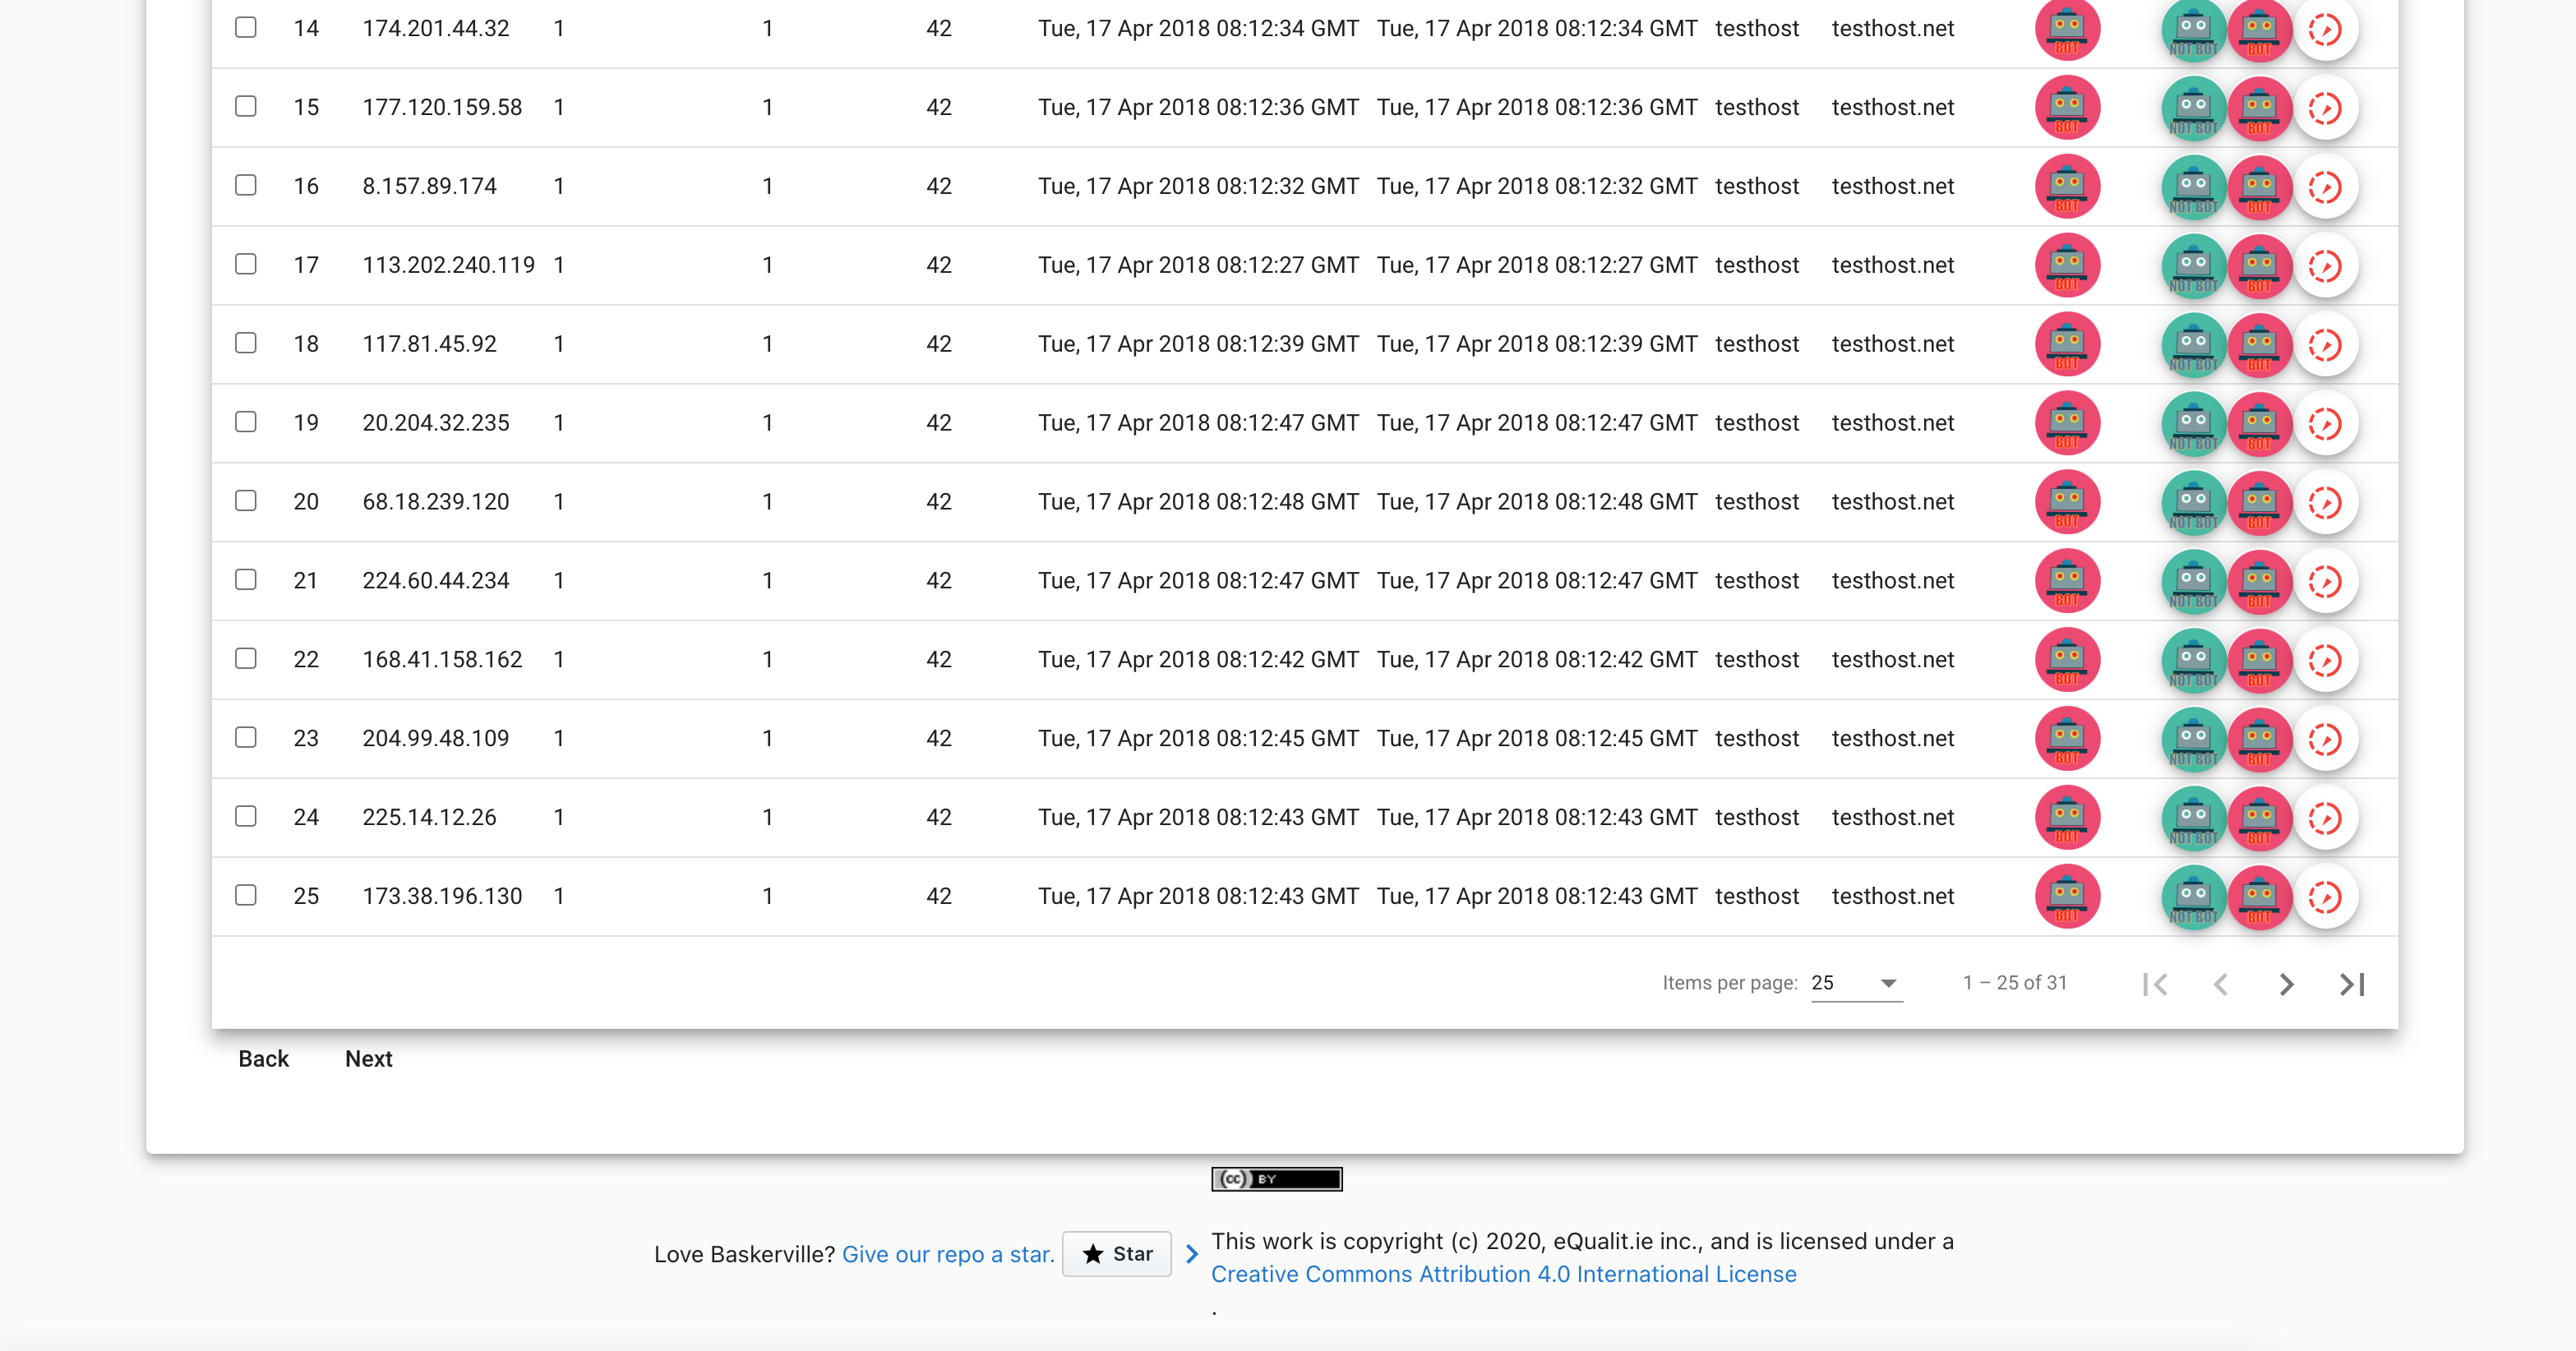 14 174.201.44.32 1 1 42 Tue, 17 Apr 2018 08:12:34 GMT Tue, 17 Apr 2018 08:12:34 GMT testhost testhost.net BOT NOT BOT BOT
15 177.120.159.58 1 1 42 Tue, 17 Apr 2018 08:12:36 GMT Tue, 17 Apr 2018 08:12:36 GMT testhost testhost.net BOT NOT BOT BOT
16 8.157.89.174 1 1 42 Tue, 17 Apr 2018 08:12:32 GMT Tue, 17 Apr 2018 08:12:32 GMT testhost testhost.net BOT NOT BOT BOT
17 113.202.240.119 1 1 42 Tue, 17 Apr 2018 08:12:27 GMT Tue, 17 Apr 2018 08:12:27 GMT testhost testhost.net BOT NOT BOT BOT
18 117.81.45.92 1 1 42 Tue, 17 Apr 2018 08:12:39 GMT Tue, 17 Apr 2018 08:12:39 GMT testhost testhost.net BOT NOT BOT BOT
19 20.204.32.235 1 1 42 Tue, 17 Apr 2018 08:12:47 GMT Tue, 17 Apr 2018 08:12:47 GMT testhost testhost.net BOT NOT BOT BOT
20 68.18.239.120 1 1 42 Tue, 17 Apr 2018 08:12:48 GMT Tue, 17 Apr 2018 08:12:48 GMT testhost testhost.net BOT NOT BOT BOT
21 224.60.44.234 1 1 42 Tue, 17 Apr 2018 08:12:47 GMT Tue, 17 Apr 2018 08:12:47 GMT testhost testhost.net BOT NOT BOT BOT
22 168.41.158.162 1 1 42 Tue, 17 Apr 2018 08:12:42 GMT Tue, 17 Apr 2018 08:12:42 GMT testhost testhost.net BOT NOT BOT BOT
23 204.99.48.109 1 1 42 Tue, 17 Apr 2018 08:12:45 GMT Tue, 17 Apr 2018 08:12:45 GMT testhost testhost.net BOT NOT BOT BOT
24 225.14.12.26 1 1 42 Tue, 17 Apr 2018 08:12:43 GMT Tue, 17 Apr 2018 08:12:43 GMT testhost testhost.net BOT NOT BOT BOT
25 173.38.196.130 1 1 42 Tue, 17 Apr 2018 08:12:43 GMT Tue, 17 Apr 2018 08:12:43 GMT testhost testhost.net BOT NOT BOT BOT
Items per page: 25 1 – 25 of 31
Back Next
(cc) BY
Love Baskerville? Give our repo a star. Star
This work is copyright (c) 2020, eQualit.ie inc., and is licensed under a
Creative Commons Attribution 4.0 International License
.